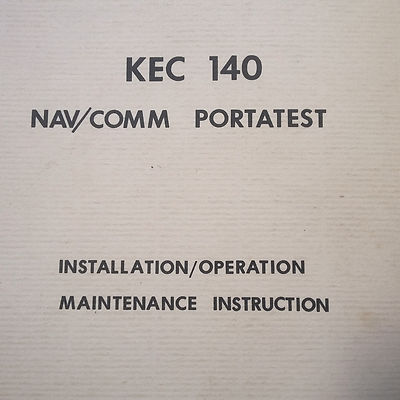 KEC 140
NAV/COMM PORTATEST
INSTALLATION/OPERATION
MAINTENANCE INSTRUCTION